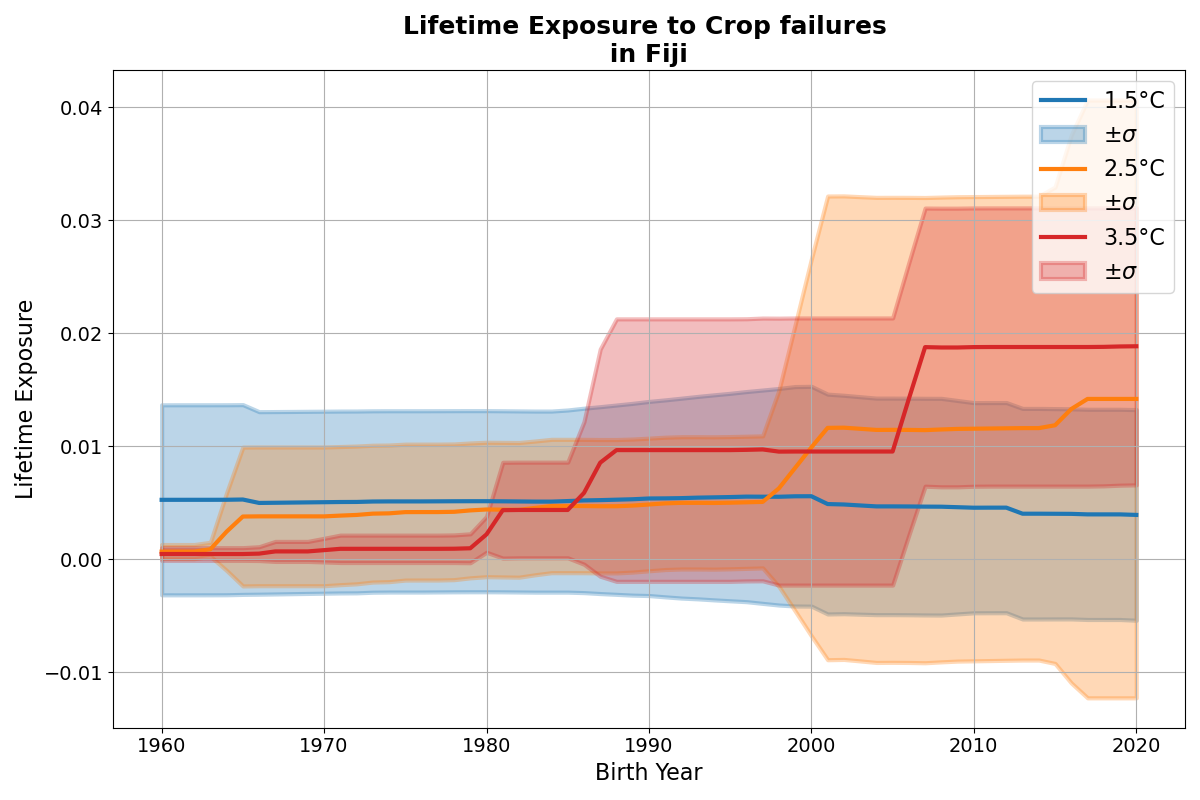 Lifetime Exposure to Crop failures
in Fiji
0.04
0.03
0.02
0.01
0.00
−0.01
Lifetime Exposure
1960
1970
1980
1990
2000
2010
2020
Birth Year
1.5°C
±σ
2.5°C
±σ
3.5°C
±σ